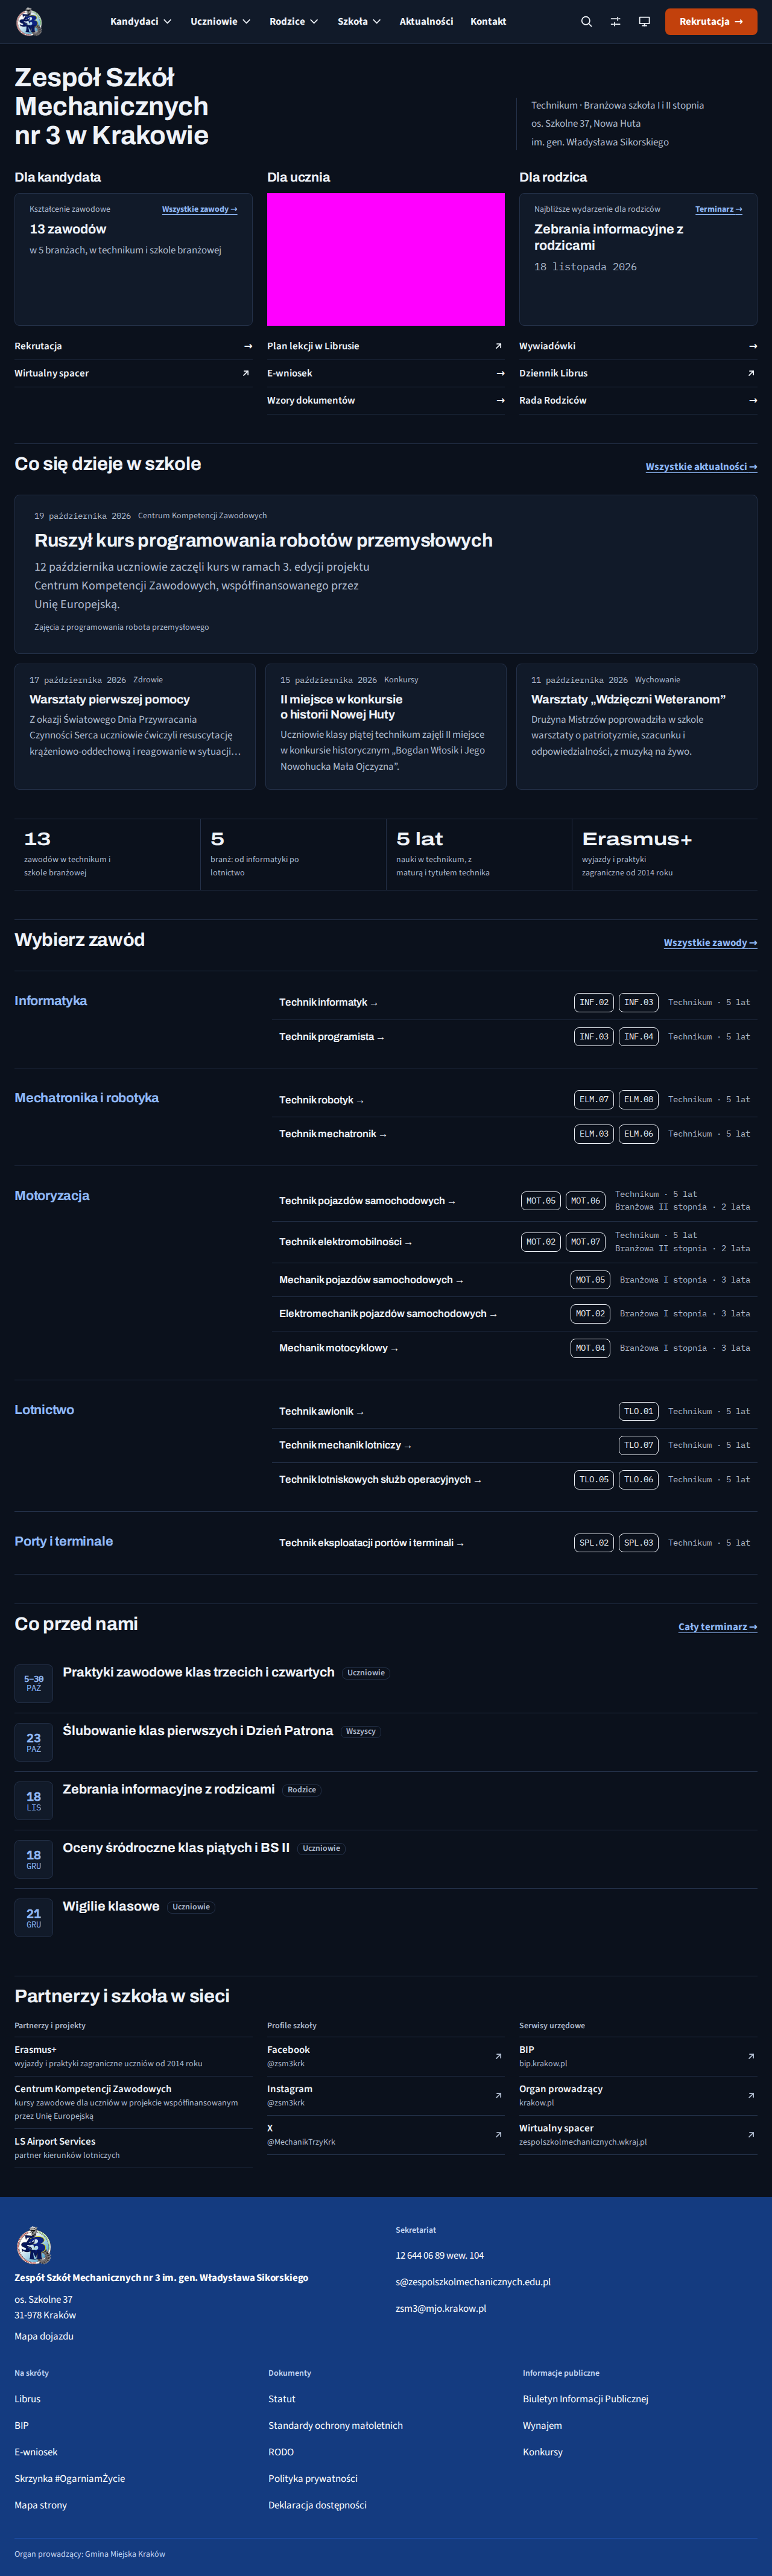 Kandydaci
Uczniowie
Rodzice
Szkoła
Aktualności
Kontakt
Rekrutacja →
Zespół Szkół
Mechanicznych
nr 3 w Krakowie
Technikum · Branżowa szkoła I i II stopnia
os. Szkolne 37, Nowa Huta
im. gen. Władysława Sikorskiego
Dla kandydata
Kształcenie zawodowe
Wszystkie zawody →
13 zawodów
w 5 branżach, w technikum i szkole branżowej
Rekrutacja →
Wirtualny spacer ↗
Dla ucznia
Plan lekcji w Librusie ↗
E-wniosek →
Wzory dokumentów →
Dla rodzica
Najbliższe wydarzenie dla rodziców
Terminarz →
Zebrania informacyjne z
rodzicami
18 listopada 2026
Wywiadówki →
Dziennik Librus ↗
Rada Rodziców →
Co się dzieje w szkole
Wszystkie aktualności →
19 października 2026 Centrum Kompetencji Zawodowych
Ruszył kurs programowania robotów przemysłowych
12 października uczniowie zaczęli kurs w ramach 3. edycji projektu
Centrum Kompetencji Zawodowych, współfinansowanego przez
Unię Europejską.
Zajęcia z programowania robota przemysłowego
17 października 2026 Zdrowie
Warsztaty pierwszej pomocy
Z okazji Światowego Dnia Przywracania
Czynności Serca uczniowie ćwiczyli resuscytację
krążeniowo-oddechową i reagowanie w sytuacji…
15 października 2026 Konkursy
II miejsce w konkursie
o historii Nowej Huty
Uczniowie klasy piątej technikum zajęli II miejsce
w konkursie historycznym „Bogdan Włosik i Jego
Nowohucka Mała Ojczyzna”.
11 października 2026 Wychowanie
Warsztaty „Wdzięczni Weteranom”
Drużyna Mistrzów poprowadziła w szkole
warsztaty o patriotyzmie, szacunku i
odpowiedzialności, z muzyką na żywo.
13
zawodów w technikum i
szkole branżowej
5
branż: od informatyki po
lotnictwo
5 lat
nauki w technikum, z
maturą i tytułem technika
Erasmus+
wyjazdy i praktyki
zagraniczne od 2014 roku
Wybierz zawód
Wszystkie zawody →
Informatyka
Technik informatyk → INF.02 INF.03 Technikum · 5 lat
Technik programista → INF.03 INF.04 Technikum · 5 lat
Mechatronika i robotyka
Technik robotyk → ELM.07 ELM.08 Technikum · 5 lat
Technik mechatronik → ELM.03 ELM.06 Technikum · 5 lat
Motoryzacja
Technik pojazdów samochodowych → MOT.05 MOT.06 Technikum · 5 lat
Branżowa II stopnia · 2 lata
Technik elektromobilności → MOT.02 MOT.07 Technikum · 5 lat
Branżowa II stopnia · 2 lata
Mechanik pojazdów samochodowych → MOT.05 Branżowa I stopnia · 3 lata
Elektromechanik pojazdów samochodowych → MOT.02 Branżowa I stopnia · 3 lata
Mechanik motocyklowy → MOT.04 Branżowa I stopnia · 3 lata
Lotnictwo
Technik awionik → TLO.01 Technikum · 5 lat
Technik mechanik lotniczy → TLO.07 Technikum · 5 lat
Technik lotniskowych służb operacyjnych → TLO.05 TLO.06 Technikum · 5 lat
Porty i terminale
Technik eksploatacji portów i terminali → SPL.02 SPL.03 Technikum · 5 lat
Co przed nami
Cały terminarz →
5–30
PAŹ
Praktyki zawodowe klas trzecich i czwartych Uczniowie
23
PAŹ
Ślubowanie klas pierwszych i Dzień Patrona Wszyscy
18
LIS
Zebrania informacyjne z rodzicami Rodzice
18
GRU
Oceny śródroczne klas piątych i BS II Uczniowie
21
GRU
Wigilie klasowe Uczniowie
Partnerzy i szkoła w sieci
Partnerzy i projekty
Erasmus+
wyjazdy i praktyki zagraniczne uczniów od 2014 roku
Centrum Kompetencji Zawodowych
kursy zawodowe dla uczniów w projekcie współfinansowanym
przez Unię Europejską
LS Airport Services
partner kierunków lotniczych
Profile szkoły
Facebook ↗
@zsm3krk
Instagram ↗
@zsm3krk
X ↗
@MechanikTrzyKrk
Serwisy urzędowe
BIP ↗
bip.krakow.pl
Organ prowadzący ↗
krakow.pl
Wirtualny spacer ↗
zespolszkolmechanicznych.wkraj.pl
Zespół Szkół Mechanicznych nr 3 im. gen. Władysława Sikorskiego
os. Szkolne 37
31-978 Kraków
Mapa dojazdu
Sekretariat
12 644 06 89 wew. 104
s@zespolszkolmechanicznych.edu.pl
zsm3@mjo.krakow.pl
Na skróty
Librus
BIP
E-wniosek
Skrzynka #OgarniamŻycie
Mapa strony
Dokumenty
Statut
Standardy ochrony małoletnich
RODO
Polityka prywatności
Deklaracja dostępności
Informacje publiczne
Biuletyn Informacji Publicznej
Wynajem
Konkursy
Organ prowadzący: Gmina Miejska Kraków